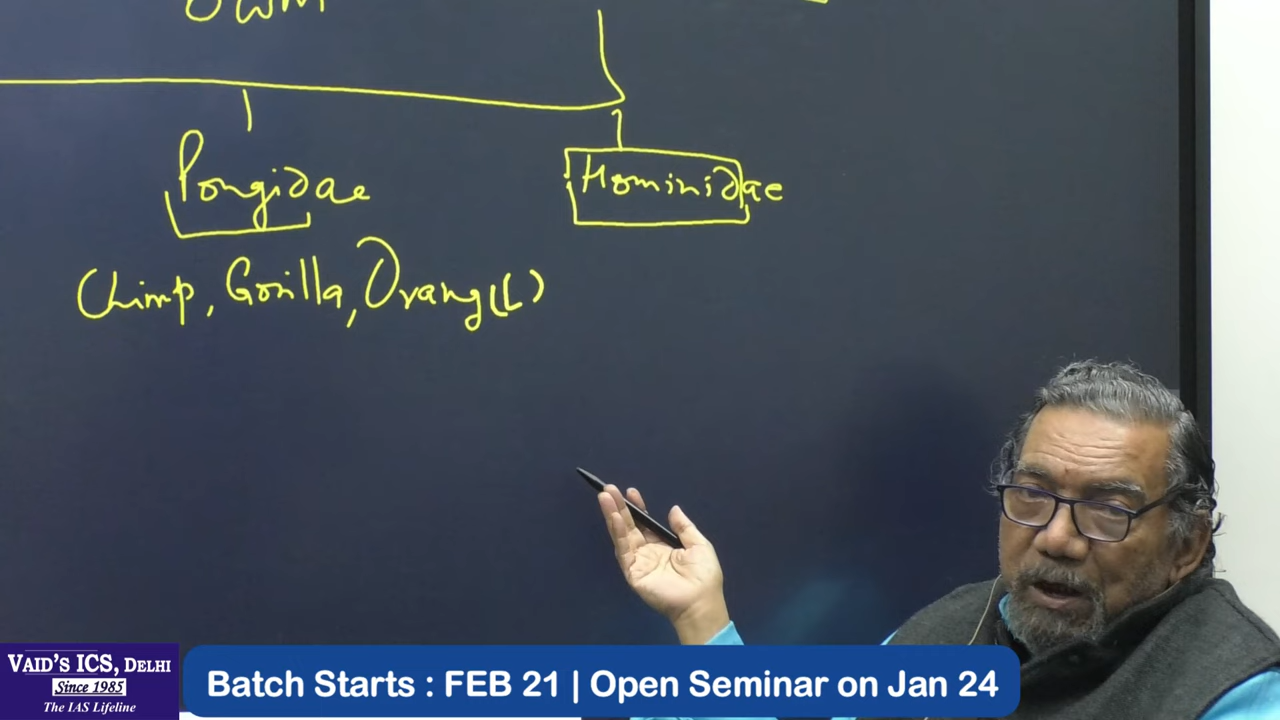 OWM
Pongidae
Hominidae
Chimp, Gorilla, Orang(L)
VAID'S ICS, DELHI
Since 1985
The IAS Lifeline
Batch Starts : FEB 21 | Open Seminar on Jan 24